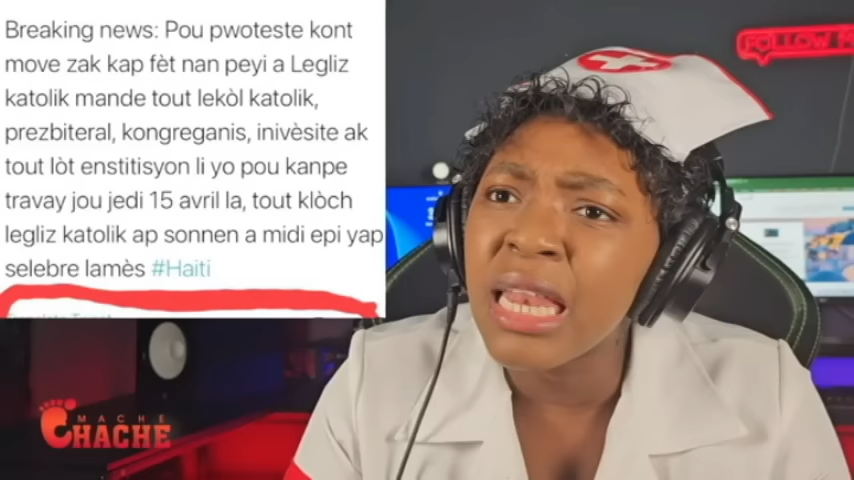 Breaking news: Pou pwoteste kont
move zak kap fèt nan peyi a Legliz
katolik mande tout lekòl katolik,
prezbiteral, kongreganis, inivèsite ak
tout lòt enstitisyon li yo pou kanpe
travay jou jedi 15 avril la, tout klòch
legliz katolik ap sonnen a midi epi yap
selebre lamès #Haiti
FOLLOW
MACHE
CHACHE